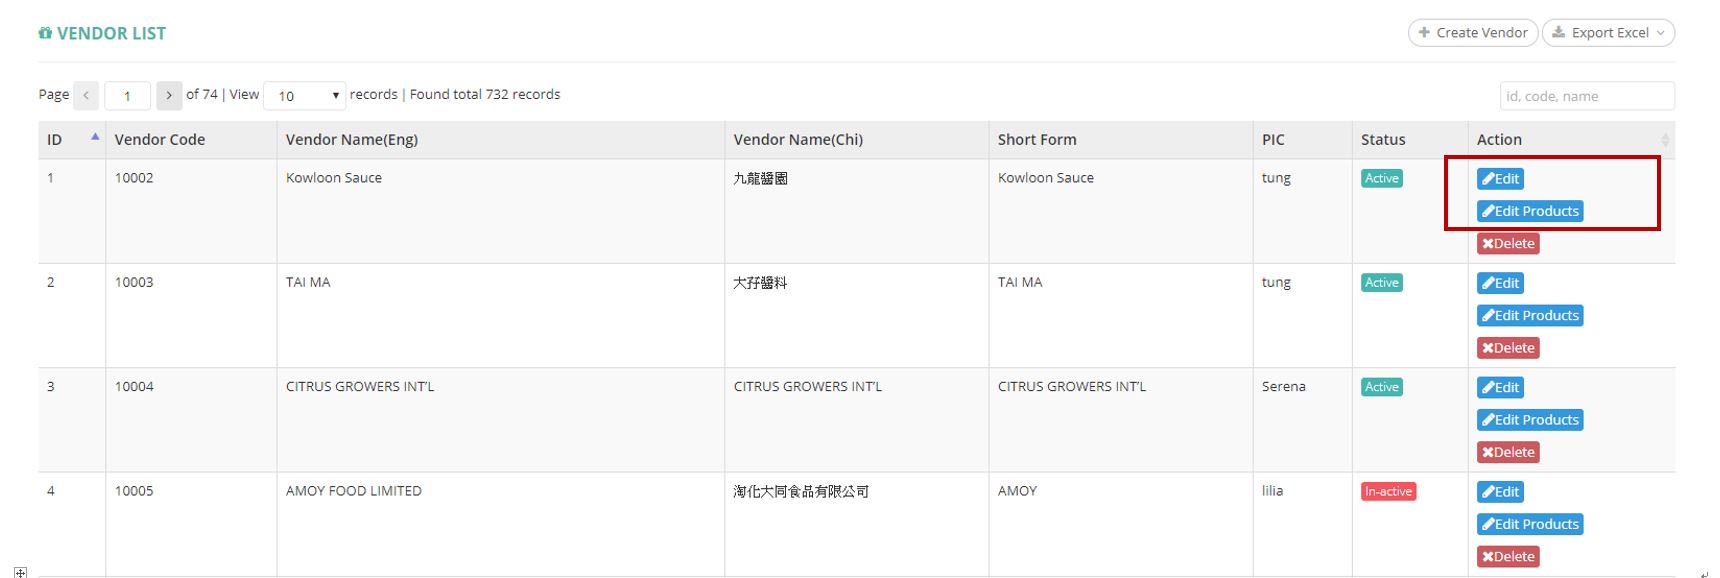 VENDOR LIST
Create Vendor Export Excel
Page 1 of 74 | View 10 records | Found total 732 records
id, code, name
ID Vendor Code Vendor Name(Eng) Vendor Name(Chi) Short Form PIC Status Action
1 10002 Kowloon Sauce 九龍醬園 Kowloon Sauce tung Active Edit
Edit Products
Delete
2 10003 TAI MA 大孖醬料 TAI MA tung Active Edit
Edit Products
Delete
3 10004 CITRUS GROWERS INT'L CITRUS GROWERS INT'L CITRUS GROWERS INT'L Serena Active Edit
Edit Products
Delete
4 10005 AMOY FOOD LIMITED 淘化大同食品有限公司 AMOY lilia In-active Edit
Edit Products
Delete